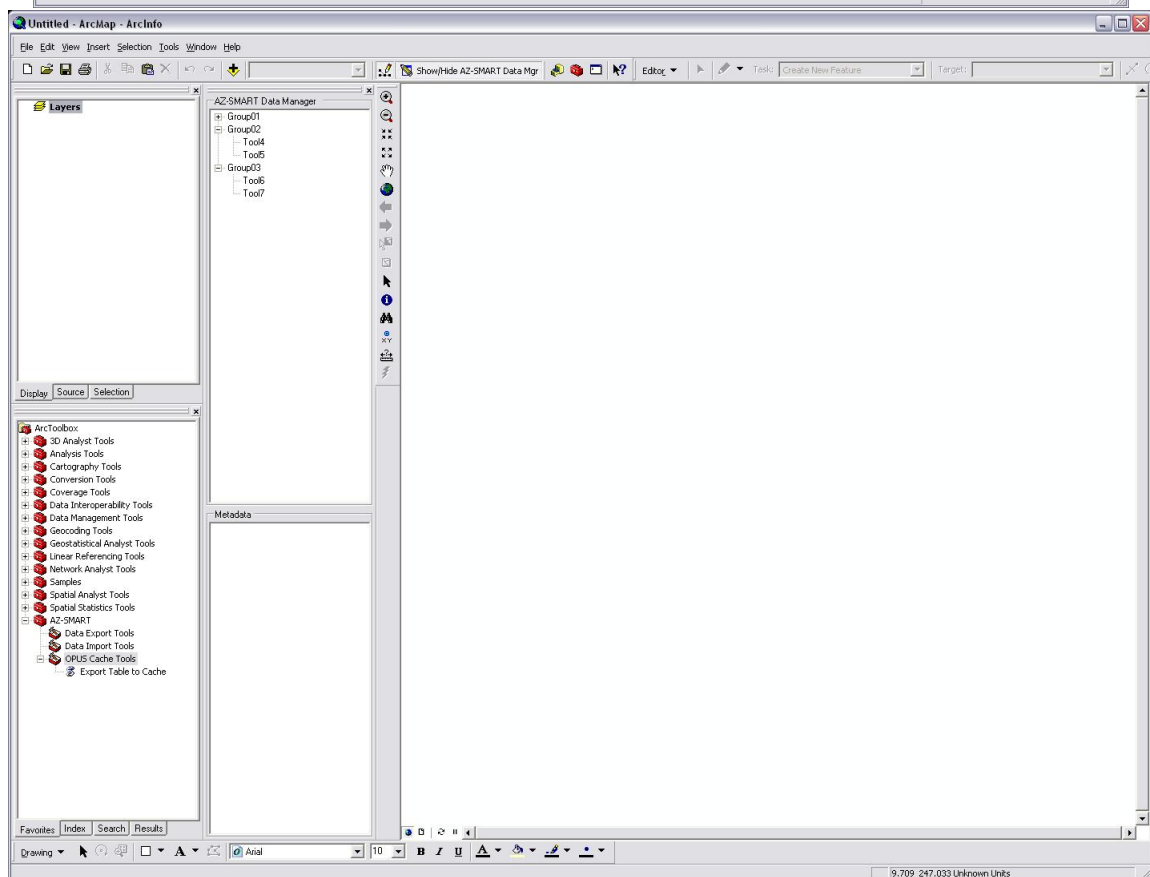 Untitled - ArcMap - ArcInfo
File Edit View Insert Selection Tools Window Help
Show/Hide AZ-SMART Data Mgr
Editor
Task: Create New Feature
Target:
Layers
Display Source Selection
AZ-SMART Data Manager
Group01
Group02
Tool4
Tool5
Group03
Tool6
Tool7
XY
ArcToolbox
3D Analyst Tools
Analysis Tools
Cartography Tools
Conversion Tools
Coverage Tools
Data Interoperability Tools
Data Management Tools
Geocoding Tools
Geostatistical Analyst Tools
Linear Referencing Tools
Network Analyst Tools
Samples
Spatial Analyst Tools
Spatial Statistics Tools
AZ-SMART
Data Export Tools
Data Import Tools
OPUS Cache Tools
Export Table to Cache
Favorites Index Search Results
Metadata
Drawing A Arial 10 B I U A
9.709 247.033 Unknown Units